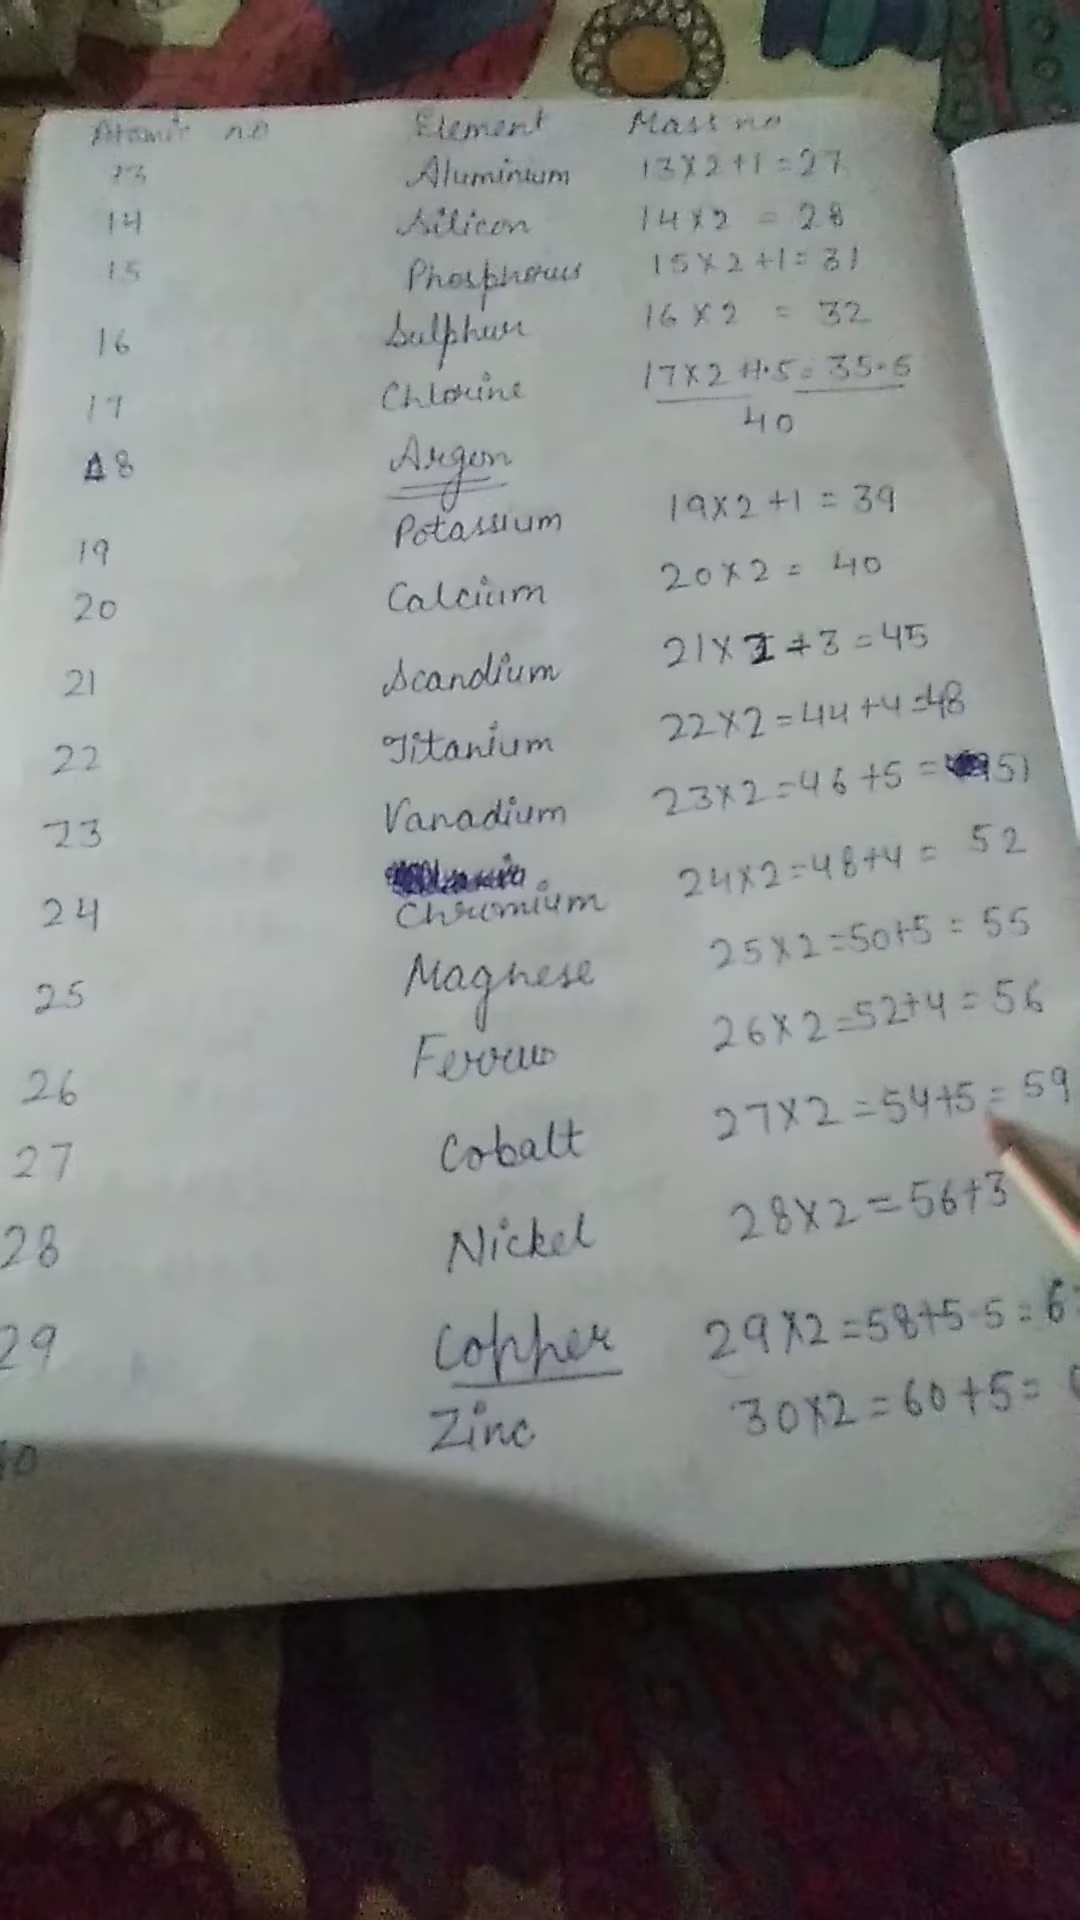 Atomic no Element Mass no
13 Aluminium 13×2+1=27
14 Silicon 14×2 = 28
15 Phosphorus 15×2+1=31
16 Sulphur 16×2 = 32
17 Chlorine 17×2+1.5=35.5
40
18 Argon
19 Potassium 19×2+1=39
20 Calcium 20×2= 40
21 Scandium 21×2+3=45
22 Titanium 22×2=44+4=48
23 Vanadium 23×2=46+5= 51
24 Chromium 24×2=48+4= 52
25 Magnese 25×2=50+5= 55
26 Ferrus 26×2=52+4=56
27 Cobalt 27×2=54+5=59
28 Nickel 28×2=56+3
29 Copper 29×2=58+5.5=6
Zinc 30×2=60+5=